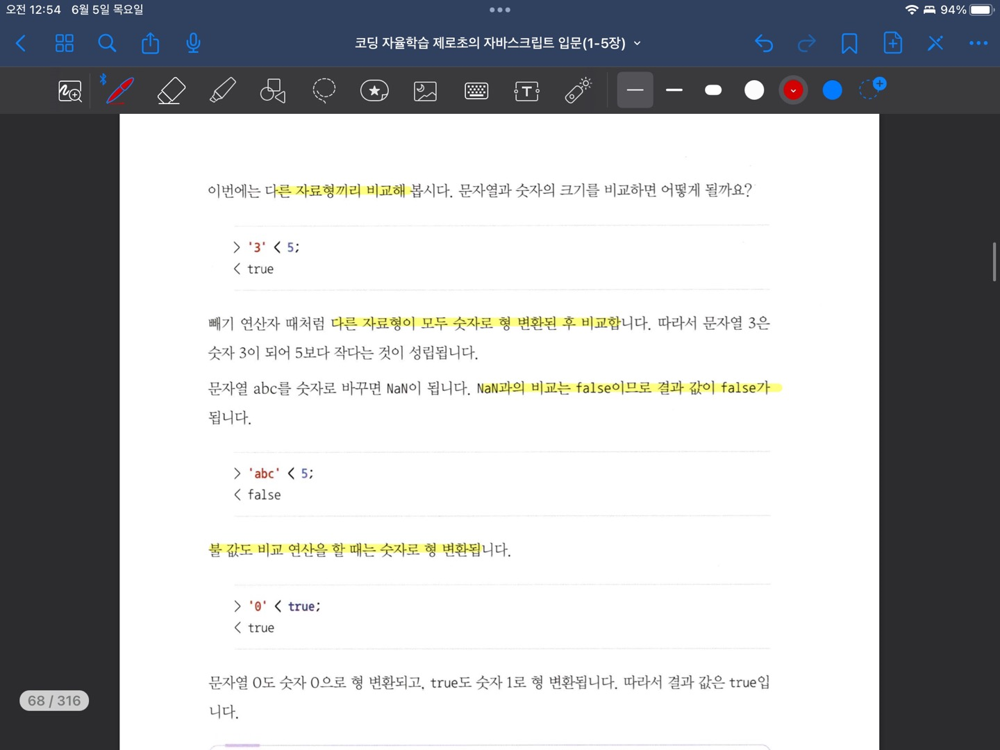 오전 12:54 6월 5일 목요일
94%
코딩 자율학습 제로초의 자바스크립트 입문(1-5장)
이번에는 다른 자료형끼리 비교해 봅시다. 문자열과 숫자의 크기를 비교하면 어떻게 될까요?
> '3' < 5;
< true
빼기 연산자 때처럼 다른 자료형이 모두 숫자로 형 변환된 후 비교합니다. 따라서 문자열 3은
숫자 3이 되어 5보다 작다는 것이 성립됩니다.
문자열 abc를 숫자로 바꾸면 NaN이 됩니다. NaN과의 비교는 false이므로 결과 값이 false가
됩니다.
> 'abc' < 5;
< false
불 값도 비교 연산을 할 때는 숫자로 형 변환됩니다.
> '0' < true;
< true
문자열 0도 숫자 0으로 형 변환되고, true도 숫자 1로 형 변환됩니다. 따라서 결과 값은 true입
니다.
68 / 316